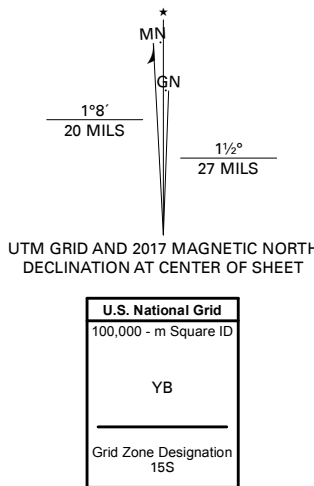 ★
MN
GN
1°8´
20 MILS
1½°
27 MILS
UTM GRID AND 2017 MAGNETIC NORTH
DECLINATION AT CENTER OF SHEET
U.S. National Grid
100,000 - m Square ID
YB
Grid Zone Designation
15S